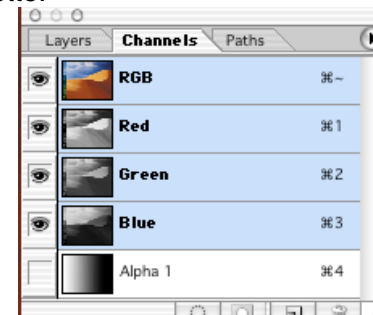 Layers Channels Paths
RGB ⌘~
Red ⌘1
Green ⌘2
Blue ⌘3
Alpha 1 ⌘4